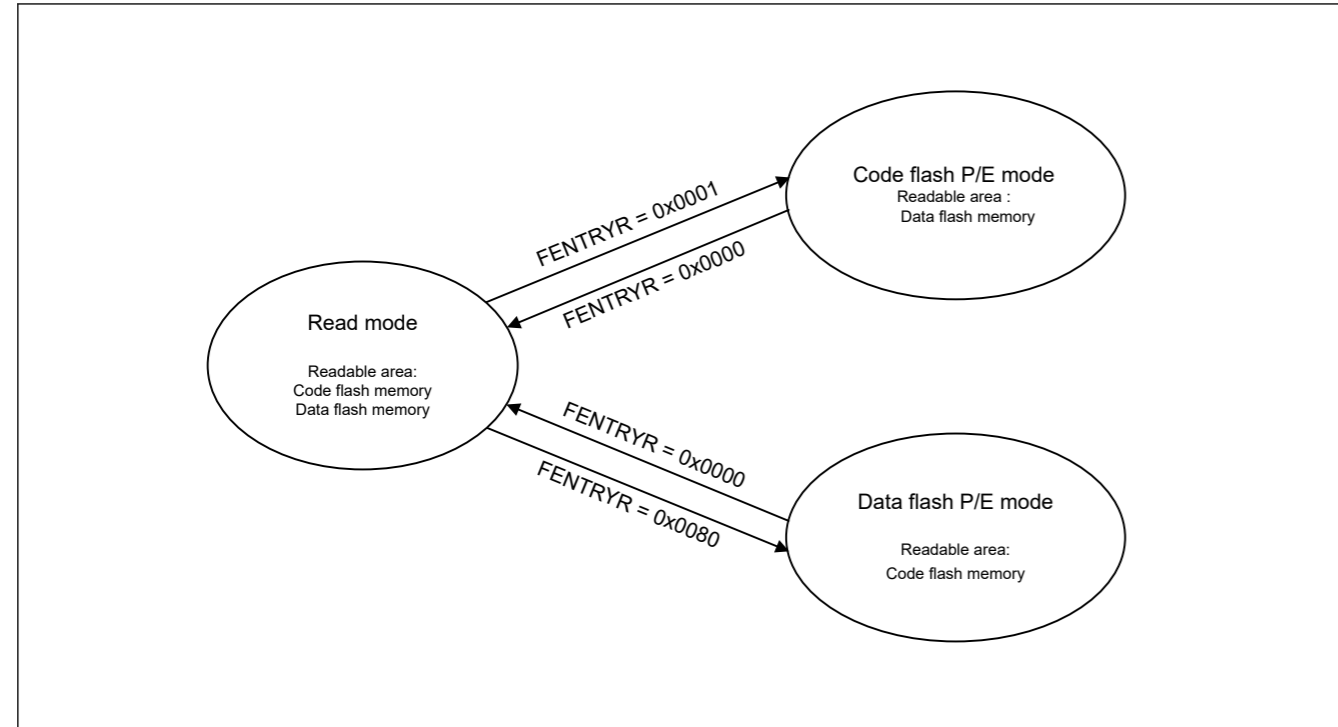 Code flash P/E mode
Readable area :
Data flash memory
FENTRYR = 0x0001
FENTRYR = 0x0000
Read mode
Readable area:
Code flash memory
Data flash memory
FENTRYR = 0x0000
FENTRYR = 0x0080
Data flash P/E mode
Readable area:
Code flash memory